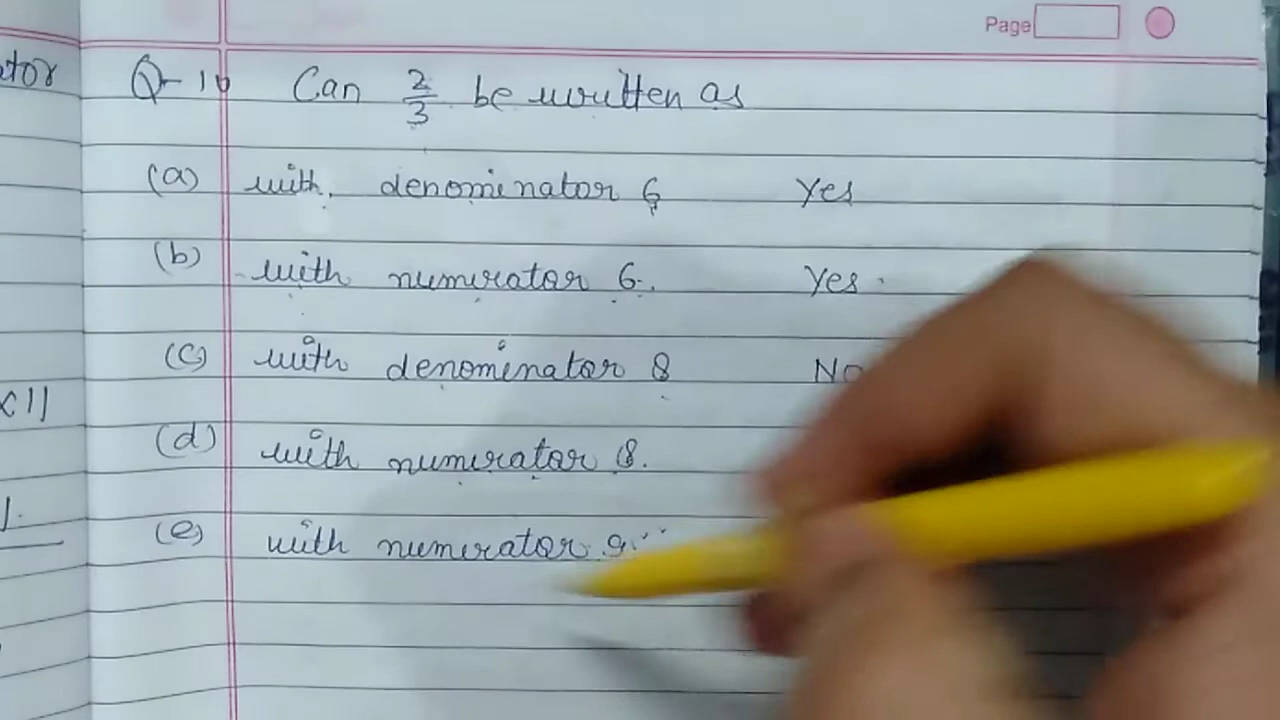 Page
ator
Q-10 Can 2/3 be written as
(a) with denominator 6 Yes
(b) with numerator 6. Yes.
(c) with denominator 8 No
(d) with numerator 8.
(e) with numerator 9.